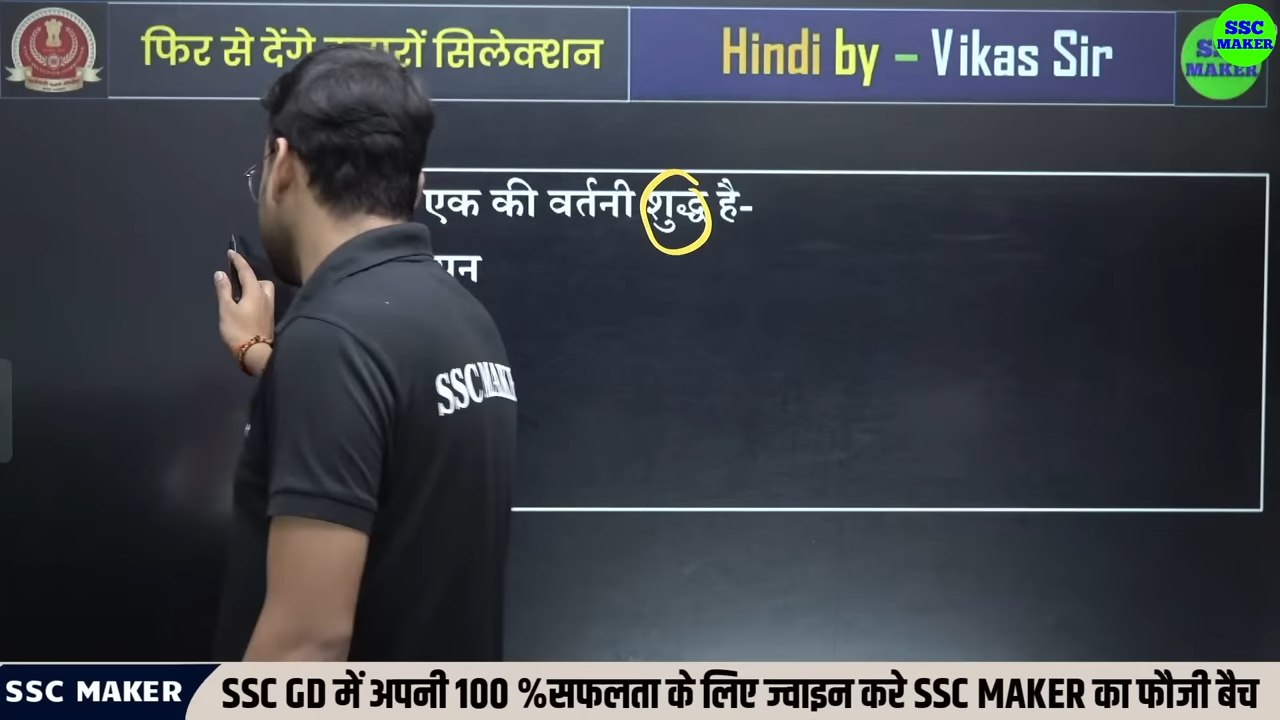 फिर से देंगे सिलेक्शन
Hindi by – Vikas Sir
SSC
MAKER
MAKER
एक की वर्तनी शुद्ध है-
SSC
SSC MAKER
SSC GD में अपनी 100 %सफलता के लिए ज्वाइन करे SSC MAKER का फौजी बैच